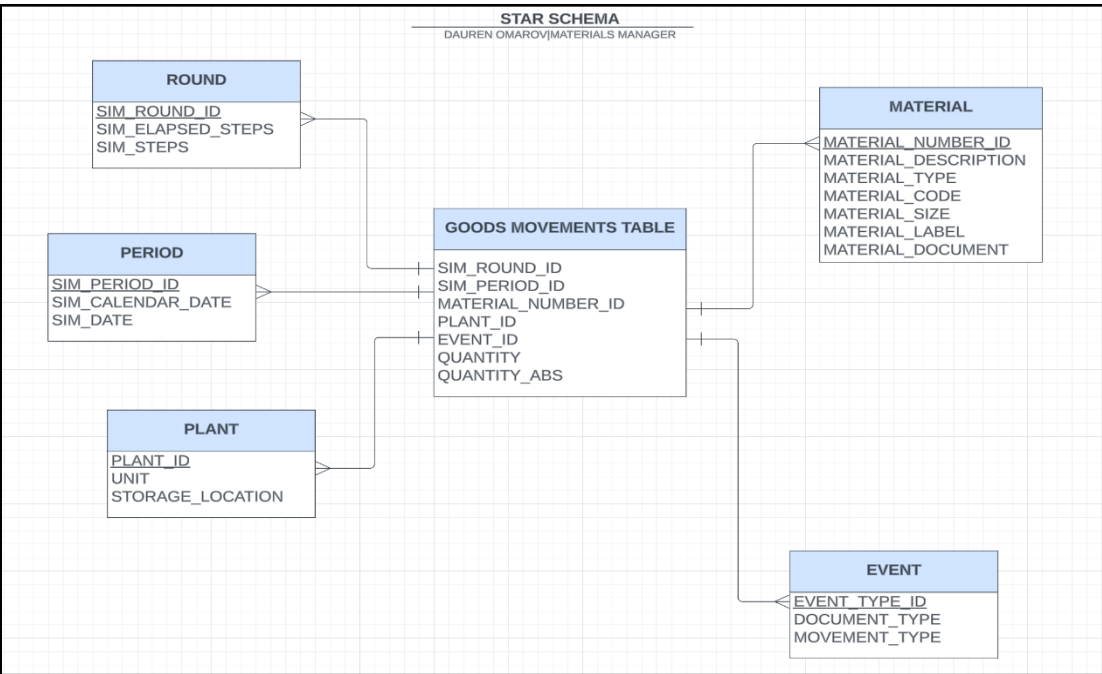 STAR SCHEMA
DAUREN OMAROV|MATERIALS MANAGER
ROUND
SIM_ROUND_ID
SIM_ELAPSED_STEPS
SIM_STEPS
MATERIAL
MATERIAL_NUMBER_ID
MATERIAL_DESCRIPTION
MATERIAL_TYPE
MATERIAL_CODE
MATERIAL_SIZE
MATERIAL_LABEL
MATERIAL_DOCUMENT
GOODS MOVEMENTS TABLE
SIM_ROUND_ID
SIM_PERIOD_ID
MATERIAL_NUMBER_ID
PLANT_ID
EVENT_ID
QUANTITY
QUANTITY_ABS
PERIOD
SIM_PERIOD_ID
SIM_CALENDAR_DATE
SIM_DATE
PLANT
PLANT_ID
UNIT
STORAGE_LOCATION
EVENT
EVENT_TYPE_ID
DOCUMENT_TYPE
MOVEMENT_TYPE